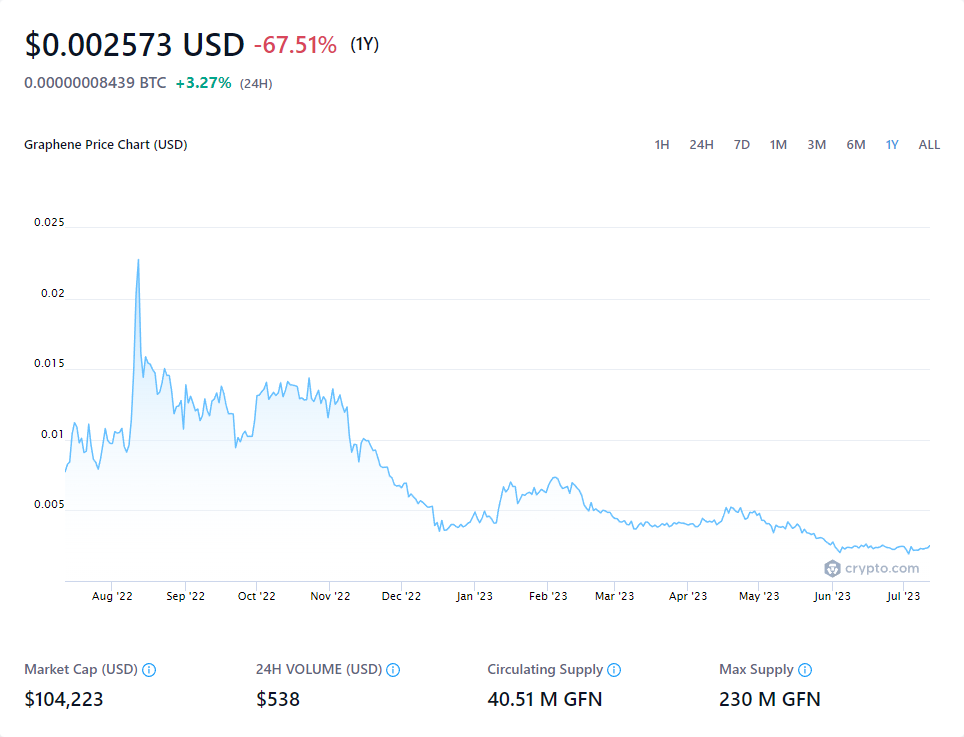 $0.002573 USD -67.51% (1Y)
0.00000008439 BTC +3.27% (24H)
Graphene Price Chart (USD) 1H 24H 7D 1M 3M 6M 1Y ALL
0.025
0.02
0.015
0.01
0.005
crypto.com
Aug '22 Sep '22 Oct '22 Nov '22 Dec '22 Jan '23 Feb '23 Mar '23 Apr '23 May '23 Jun '23 Jul '23
Market Cap (USD) 24H VOLUME (USD) Circulating Supply Max Supply
$104,223 $538 40.51 M GFN 230 M GFN